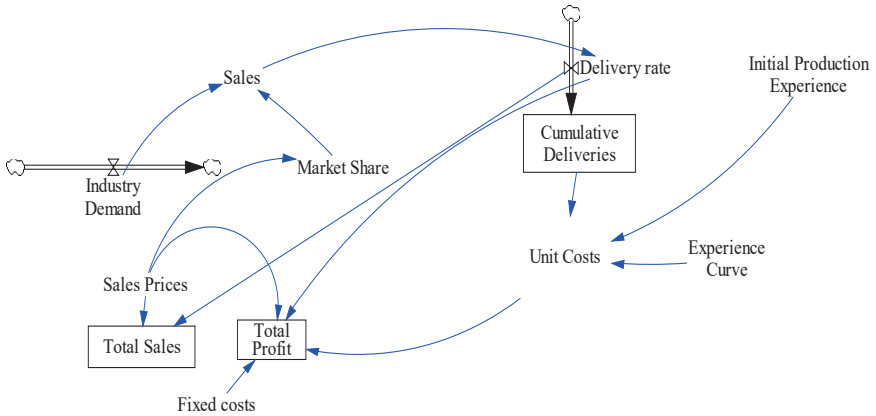 Sales
Delivery rate
Initial Production
Experience
Cumulative
Deliveries
Market Share
Industry
Demand
Unit Costs
Experience
Curve
Sales Prices
Total Sales
Total
Profit
Fixed costs